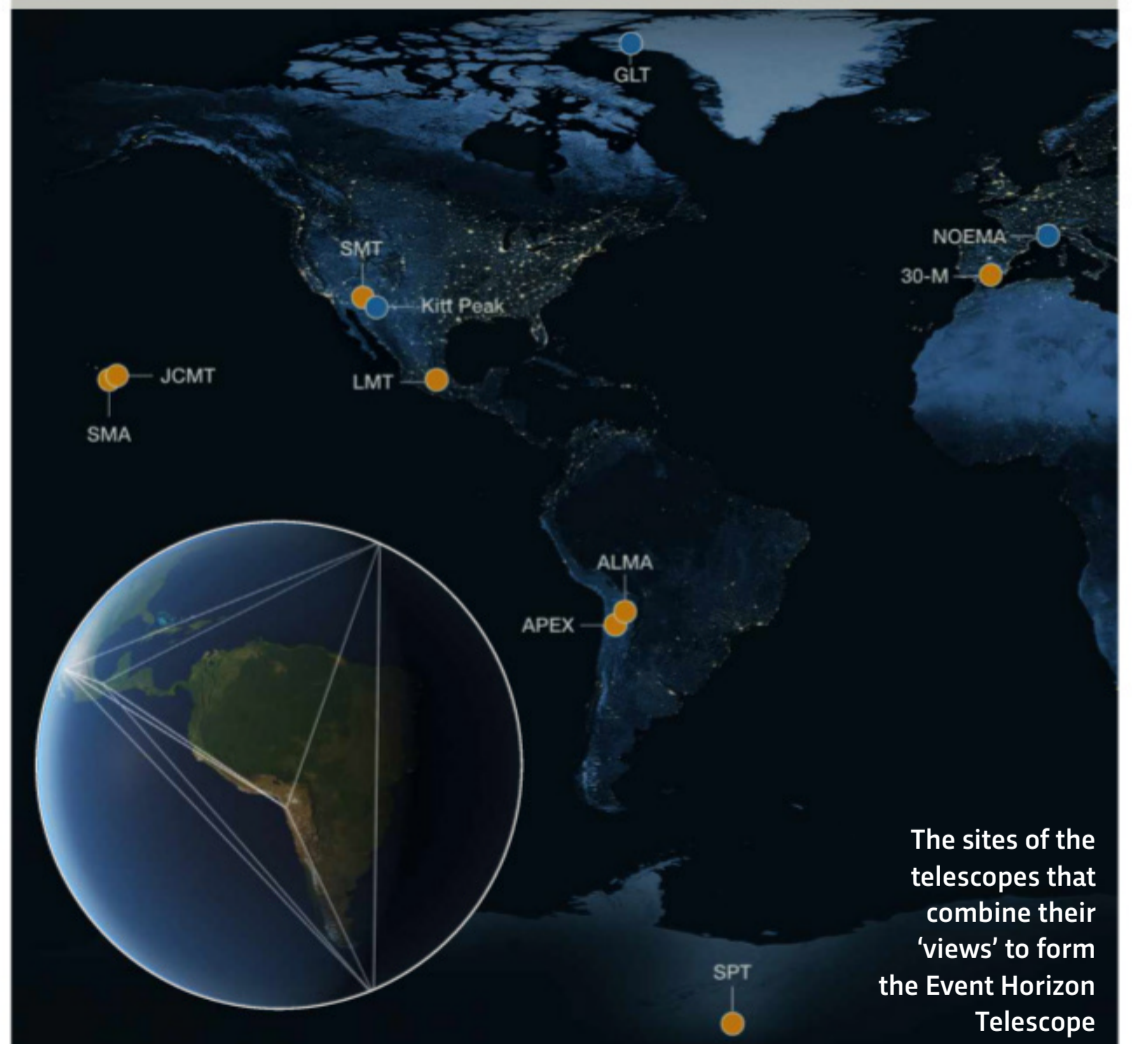 GLT
NOEMA
30-M
SMT
Kitt Peak
JCMT
LMT
SMA
ALMA
APEX
The sites of the
telescopes that
combine their
‘views’ to form
the Event Horizon
Telescope
SPT